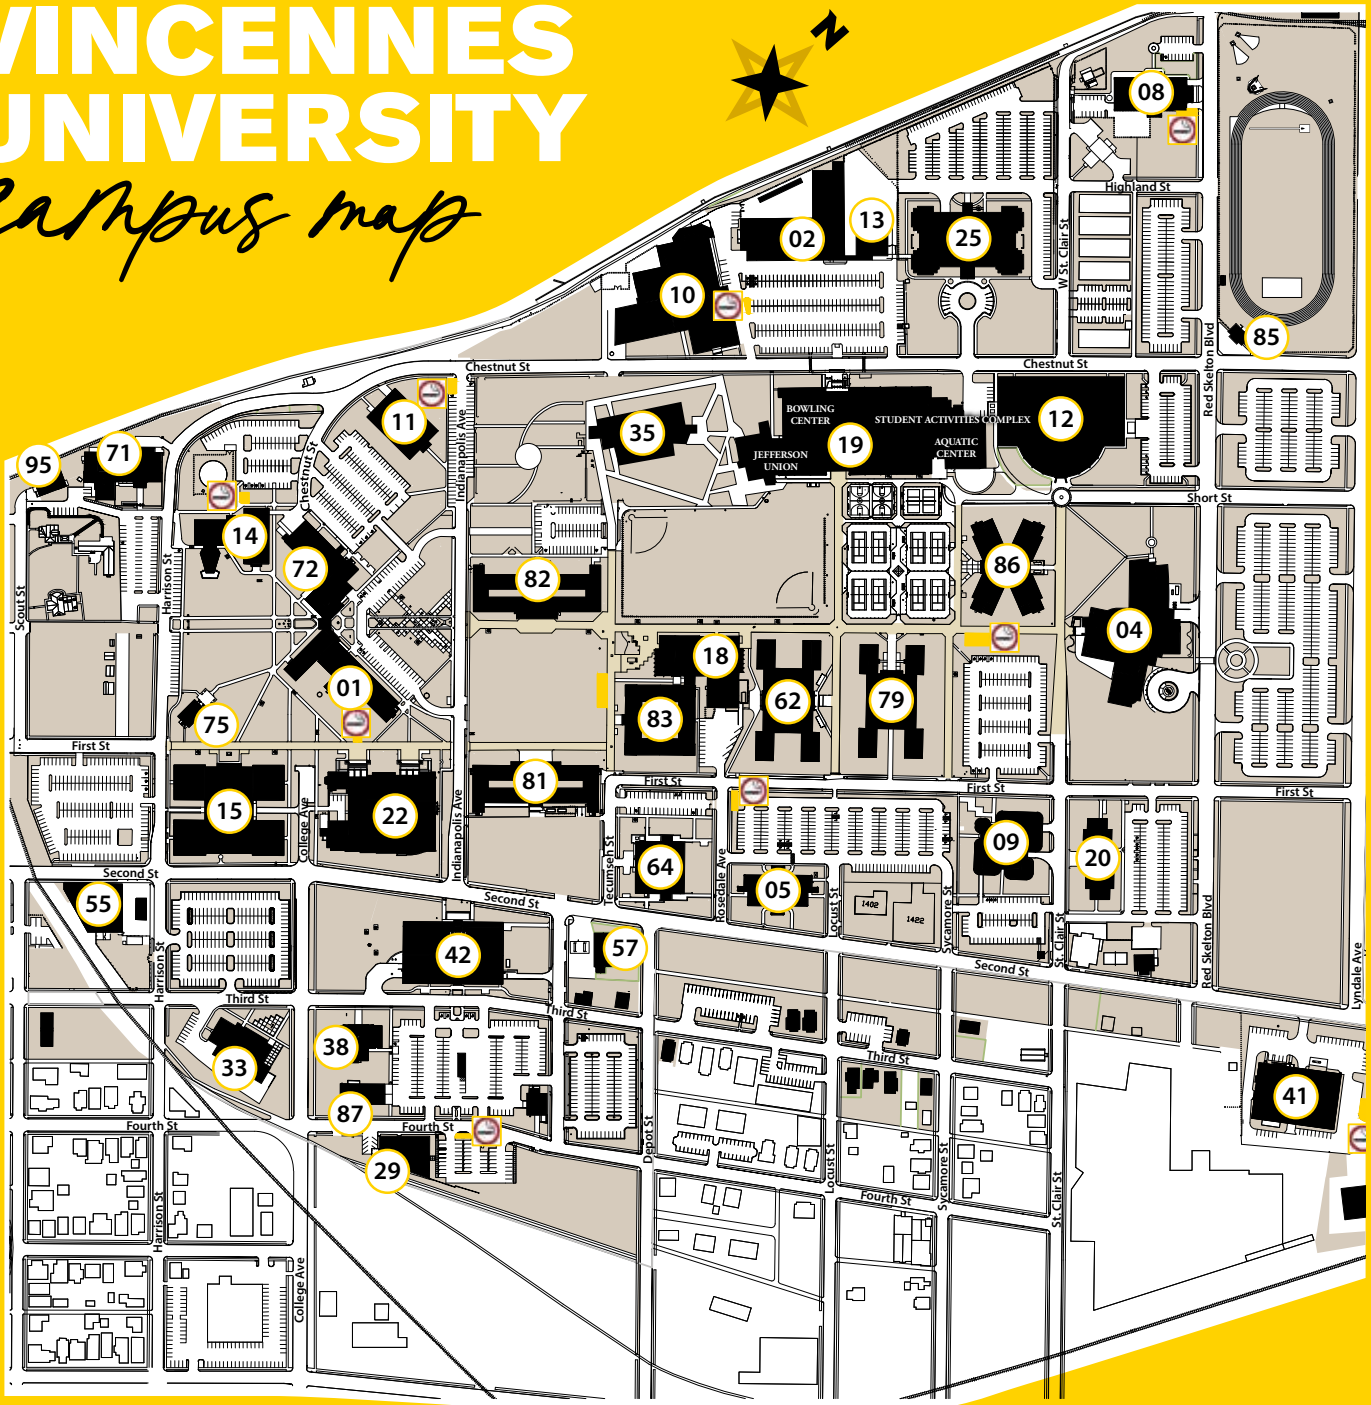 VINCENNES
UNIVERSITY
campus map
N
08
Highland St
13
02
25
W St. Clair St
10
85
Red Skelton Blvd
Chestnut St
Chestnut St
11
Indianapolis Ave
BOWLING
CENTER
STUDENT ACTIVITIES COMPLEX
12
35
19
JEFFERSON
UNION
AQUATIC
CENTER
95
71
Chestnut St
Short St
14
72
82
86
Scout St
Harrison St
04
18
01
62
79
75
83
First St
81
First St
First St
First St
15
22
College Ave
Indianapolis Ave
Tecumseh St
Rosedale Ave
09
20
64
05
Second St
55
Second St
Locust St
1402
1422
Sycamore St
St. Clair St
Red Skelton Blvd
42
57
Harrison St
Second St
Lyndale Ave
Third St
Third St
38
33
Third St
41
87
Fourth St
Fourth St
Depot St
29
Locust St
Sycamore St
Fourth St
St. Clair St
Harrison St
College Ave